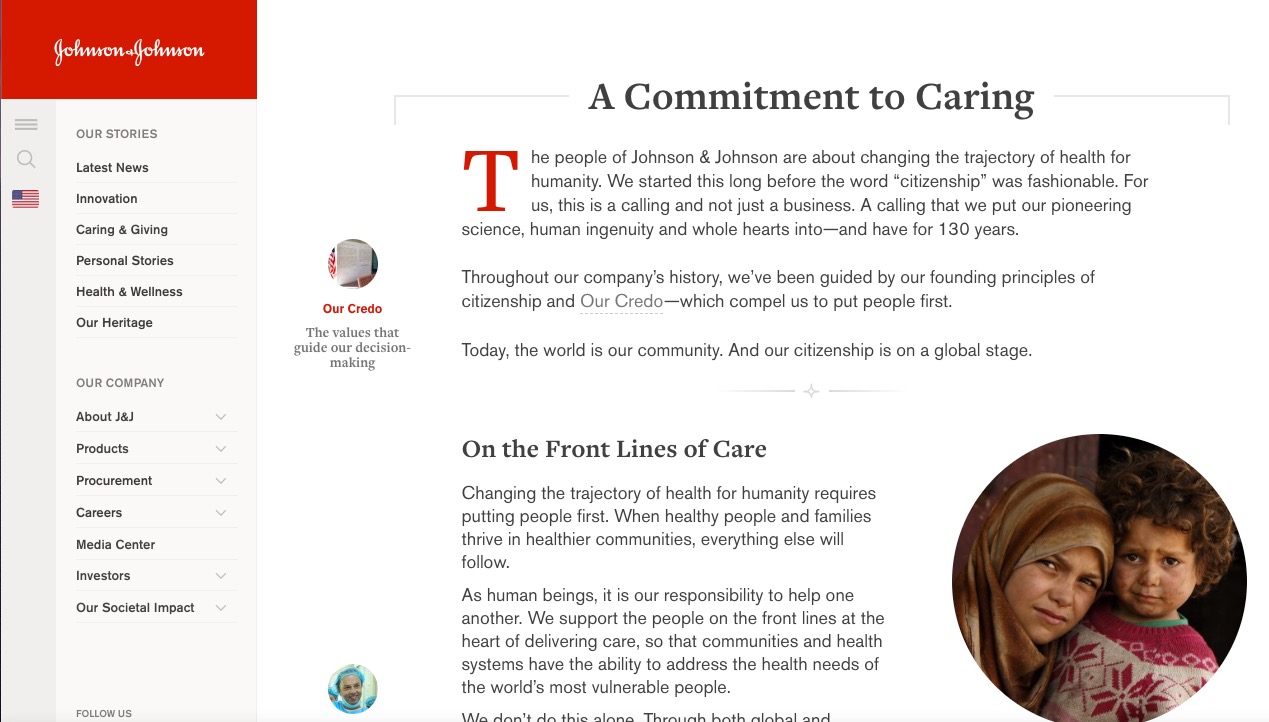 Johnson & Johnson
OUR STORIES
Latest News
Innovation
Caring & Giving
Personal Stories
Health & Wellness
Our Heritage
OUR COMPANY
About J&J
Products
Procurement
Careers
Media Center
Investors
Our Societal Impact
FOLLOW US
Our Credo
The values that
guide our decision-
making
A Commitment to Caring
The people of Johnson & Johnson are about changing the trajectory of health for
humanity. We started this long before the word “citizenship” was fashionable. For
us, this is a calling and not just a business. A calling that we put our pioneering
science, human ingenuity and whole hearts into—and have for 130 years.
Throughout our company’s history, we’ve been guided by our founding principles of
citizenship and Our Credo—which compel us to put people first.
Today, the world is our community. And our citizenship is on a global stage.
On the Front Lines of Care
Changing the trajectory of health for humanity requires
putting people first. When healthy people and families
thrive in healthier communities, everything else will
follow.
As human beings, it is our responsibility to help one
another. We support the people on the front lines at the
heart of delivering care, so that communities and health
systems have the ability to address the health needs of
the world’s most vulnerable people.
We don’t do this alone. Through both global and